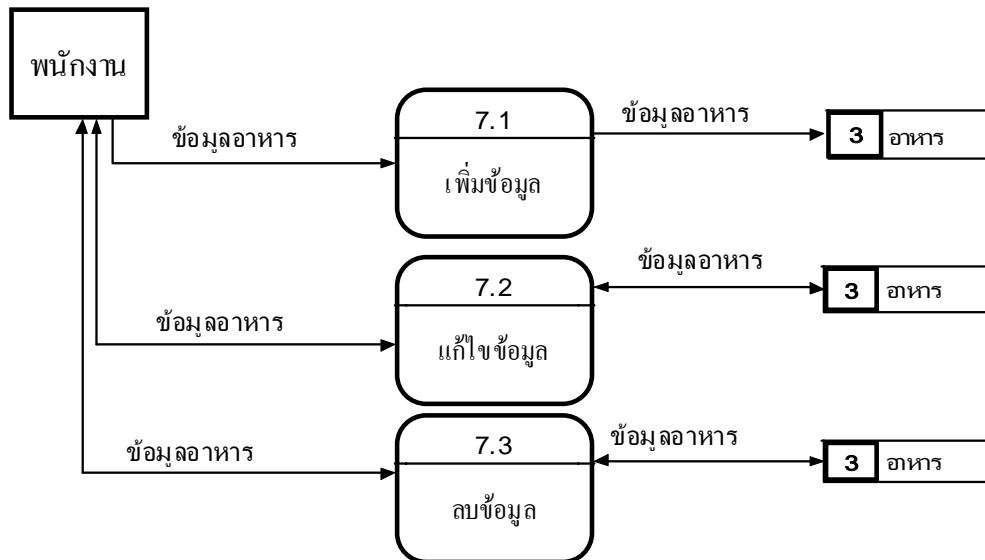 พนักงาน
7.1
เพิ่มข้อมูล
ข้อมูลอาหาร
ข้อมูลอาหาร
3 อาหาร
7.2
แก้ไขข้อมูล
ข้อมูลอาหาร
ข้อมูลอาหาร
3 อาหาร
7.3
ลบข้อมูล
ข้อมูลอาหาร
ข้อมูลอาหาร
3 อาหาร